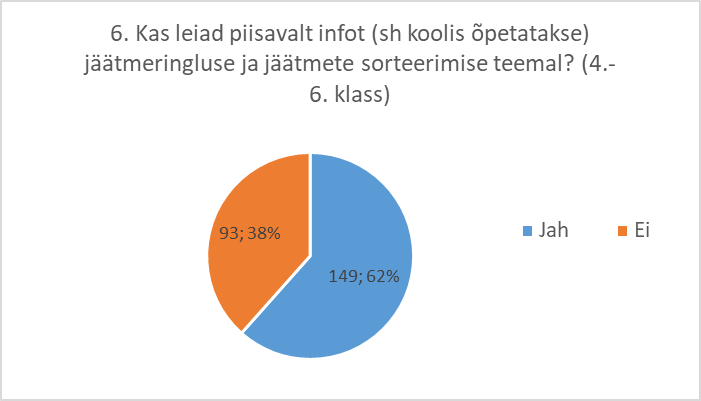 6. Kas leiad piisavalt infot (sh koolis õpetatakse)
jäätmeringluse ja jäätmete sorteerimise teemal? (4.-
6. klass)
93; 38%
149; 62%
Jah
Ei